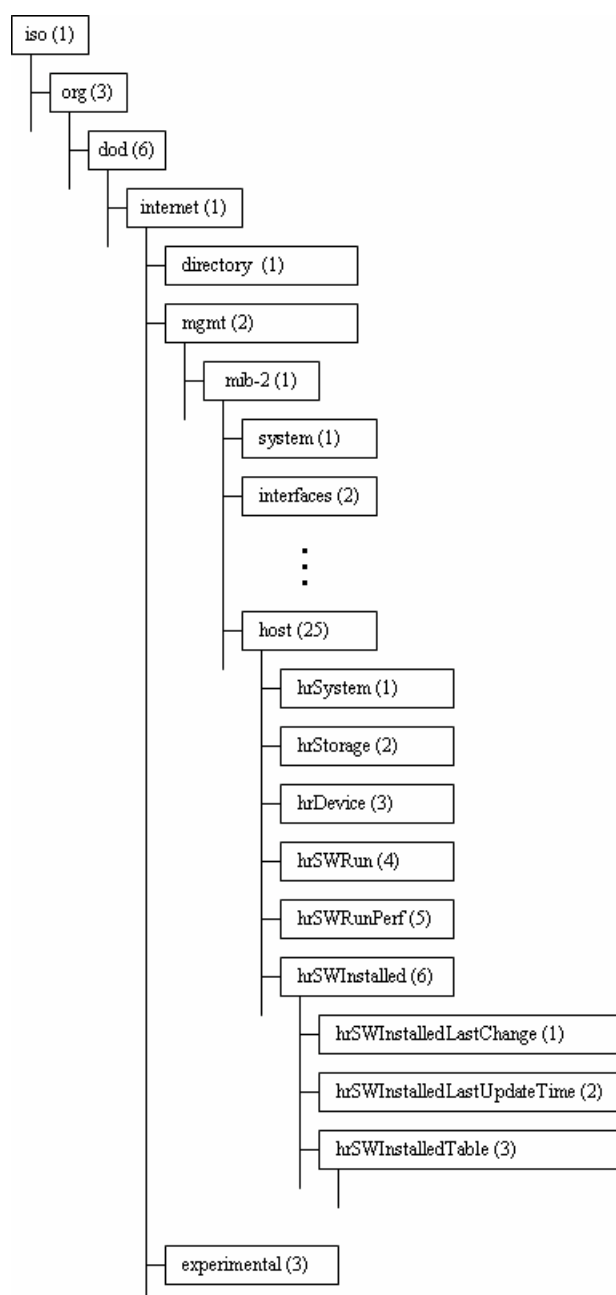 iso (1)
org (3)
dod (6)
internet (1)
directory (1)
mgmt (2)
mib-2 (1)
system (1)
interfaces (2)
host (25)
hrSystem (1)
hrStorage (2)
hrDevice (3)
hrSWRun (4)
hrSWRunPerf (5)
hrSWInstalled (6)
hrSWInstalledLastChange (1)
hrSWInstalledLastUpdateTime (2)
hrSWInstalledTable (3)
experimental (3)